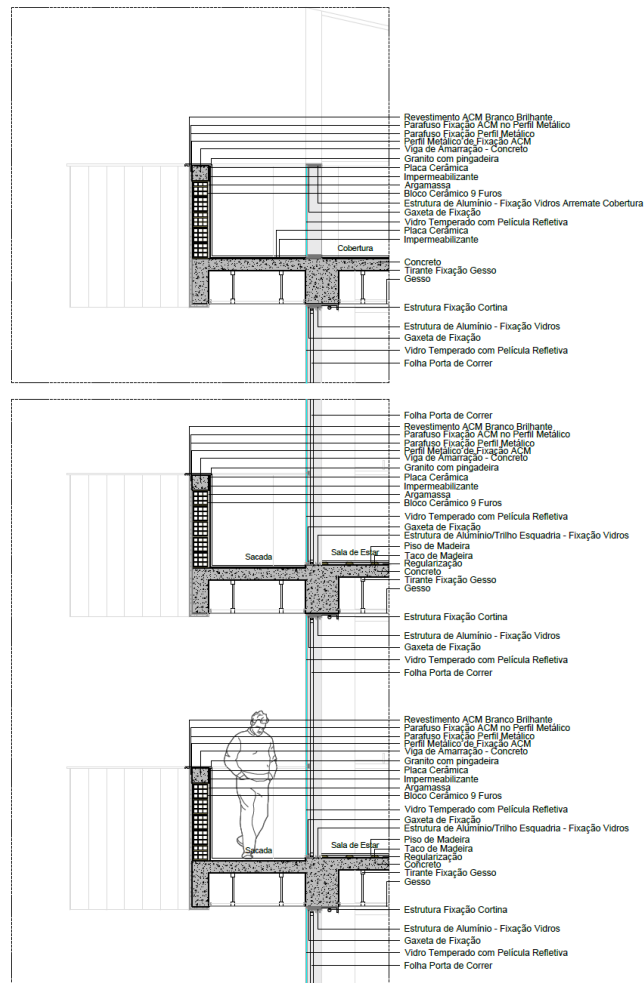 Revestimento ACM Branco Brilhante
Parafuso Fixação ACM no Perfil Metálico
Parafuso Fixação Perfil Metálico
Perfil Metálico de Fixação ACM
Viga de Amarração - Concreto
Granito com pingadeira
Placa Cerâmica
Impermeabilizante
Argamassa
Bloco Cerâmico 9 Furos
Estrutura de Alumínio - Fixação Vidros Arremate Cobertura
Gaxeta de Fixação
Vidro Temperado com Película Refletiva
Placa Cerâmica
Impermeabilizante
Cobertura
Concreto
Tirante Fixação Gesso
Gesso
Estrutura Fixação Cortina
Estrutura de Alumínio - Fixação Vidros
Gaxeta de Fixação
Vidro Temperado com Película Refletiva
Folha Porta de Correr
Folha Porta de Correr
Revestimento ACM Branco Brilhante
Parafuso Fixação ACM no Perfil Metálico
Parafuso Fixação Perfil Metálico
Perfil Metálico de Fixação ACM
Viga de Amarração - Concreto
Granito com pingadeira
Placa Cerâmica
Impermeabilizante
Argamassa
Bloco Cerâmico 9 Furos
Vidro Temperado com Película Refletiva
Gaxeta de Fixação
Estrutura de Alúminio/Trilho Esquadria - Fixação Vidros
Sacada
Sala de Estar
Piso de Madeira
Taco de Madeira
Regularização
Concreto
Tirante Fixação Gesso
Gesso
Estrutura Fixação Cortina
Estrutura de Alumínio - Fixação Vidros
Gaxeta de Fixação
Vidro Temperado com Película Refletiva
Folha Porta de Correr
Revestimento ACM Branco Brilhante
Parafuso Fixação ACM no Perfil Metálico
Parafuso Fixação Perfil Metálico
Perfil Metálico de Fixação ACM
Viga de Amarração - Concreto
Granito com pingadeira
Placa Cerâmica
Impermeabilizante
Argamassa
Bloco Cerâmico 9 Furos
Vidro Temperado com Película Refletiva
Gaxeta de Fixação
Estrutura de Alúminio/Trilho Esquadria - Fixação Vidros
Sacada
Sala de Estar
Piso de Madeira
Taco de Madeira
Regularização
Concreto
Tirante Fixação Gesso
Gesso
Estrutura Fixação Cortina
Estrutura de Alumínio - Fixação Vidros
Gaxeta de Fixação
Vidro Temperado com Película Refletiva
Folha Porta de Correr